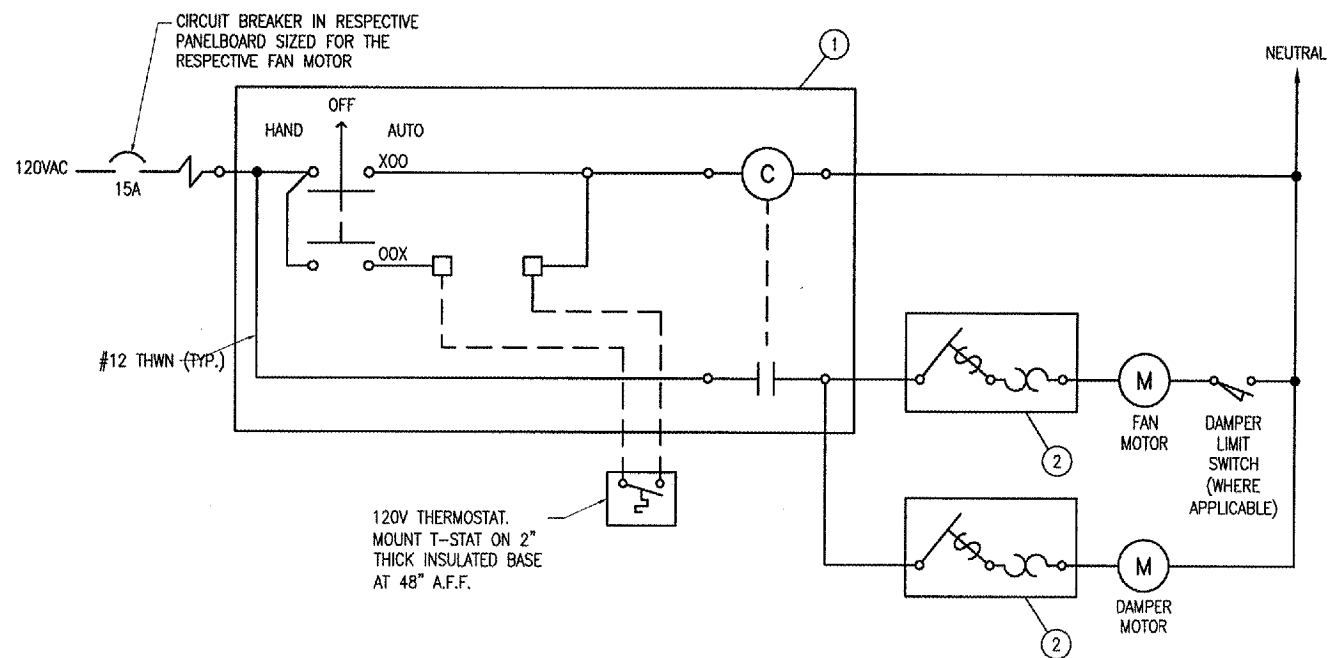 CIRCUIT BREAKER IN RESPECTIVE
PANELBOARD SIZED FOR THE
RESPECTIVE FAN MOTOR
1
NEUTRAL
OFF
HAND
AUTO
120VAC
15A
XOO
C
OOX
#12 THWN (TYP.)
M
FAN
MOTOR
DAMPER
LIMIT
SWITCH
(WHERE
APPLICABLE)
2
120V THERMOSTAT.
MOUNT T-STAT ON 2"
THICK INSULATED BASE
AT 48" A.F.F.
M
DAMPER
MOTOR
2